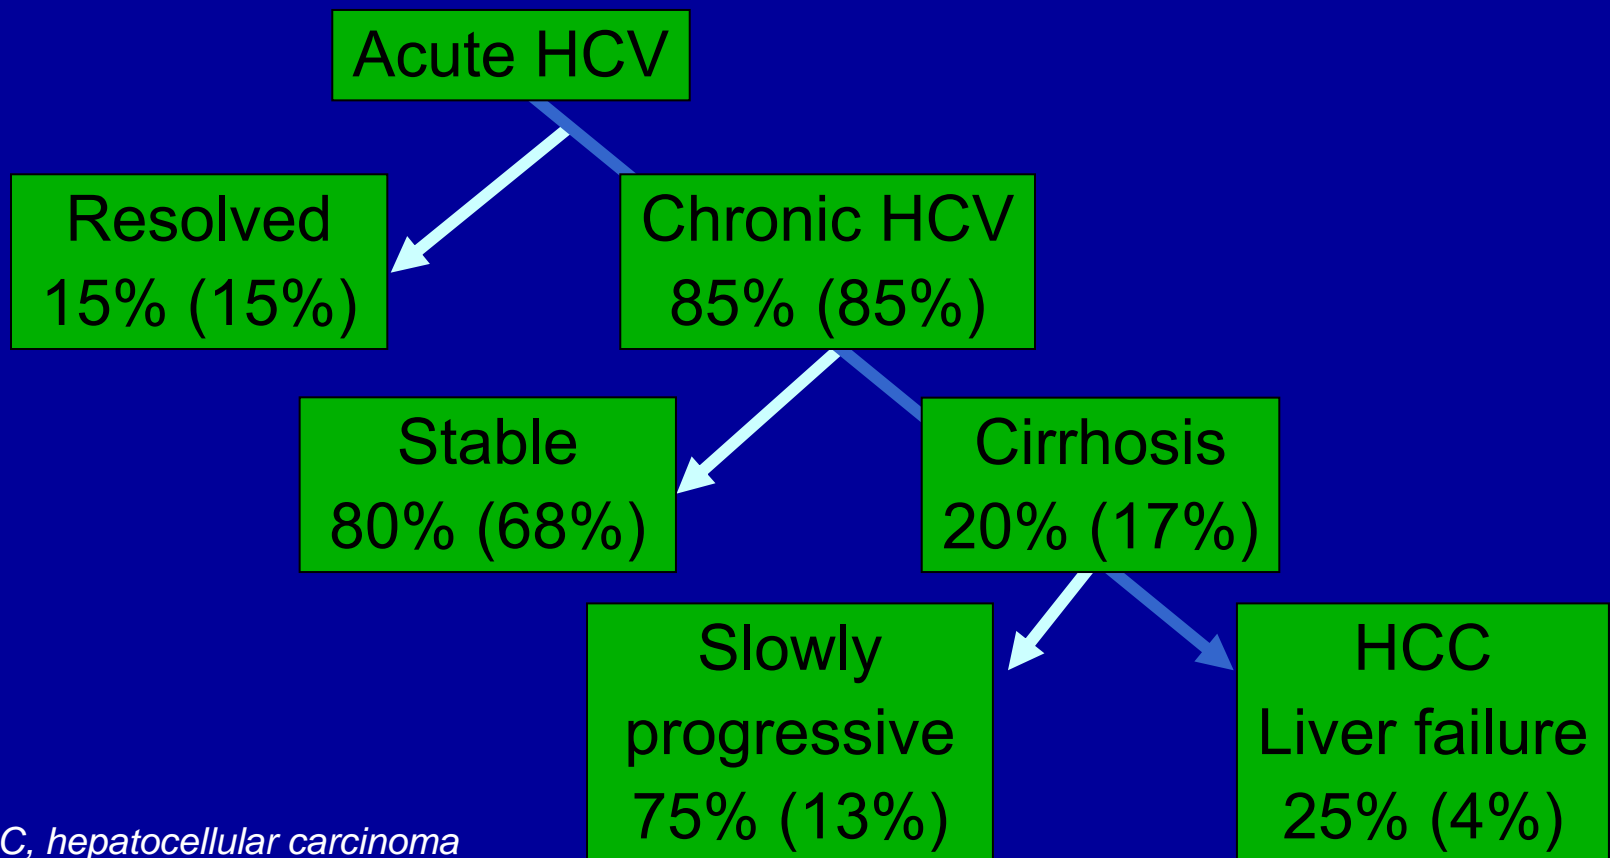 Acute HCV
Resolved
15% (15%)
Chronic HCV
85% (85%)
Stable
80% (68%)
Cirrhosis
20% (17%)
Slowly
progressive
75% (13%)
HCC
Liver failure
25% (4%)
C, hepatocellular carcinoma